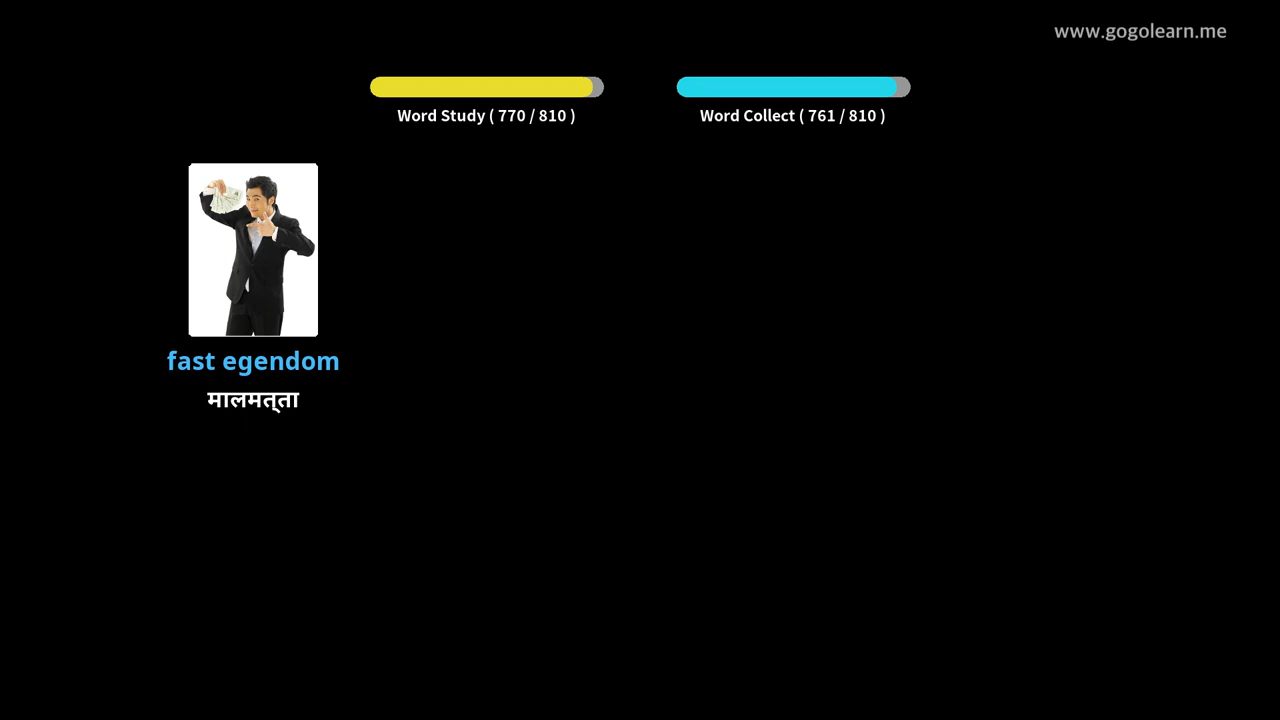 www.gogolearn.me
Word Study ( 770 / 810 )
Word Collect ( 761 / 810 )
fast egendom
मालमत्ता